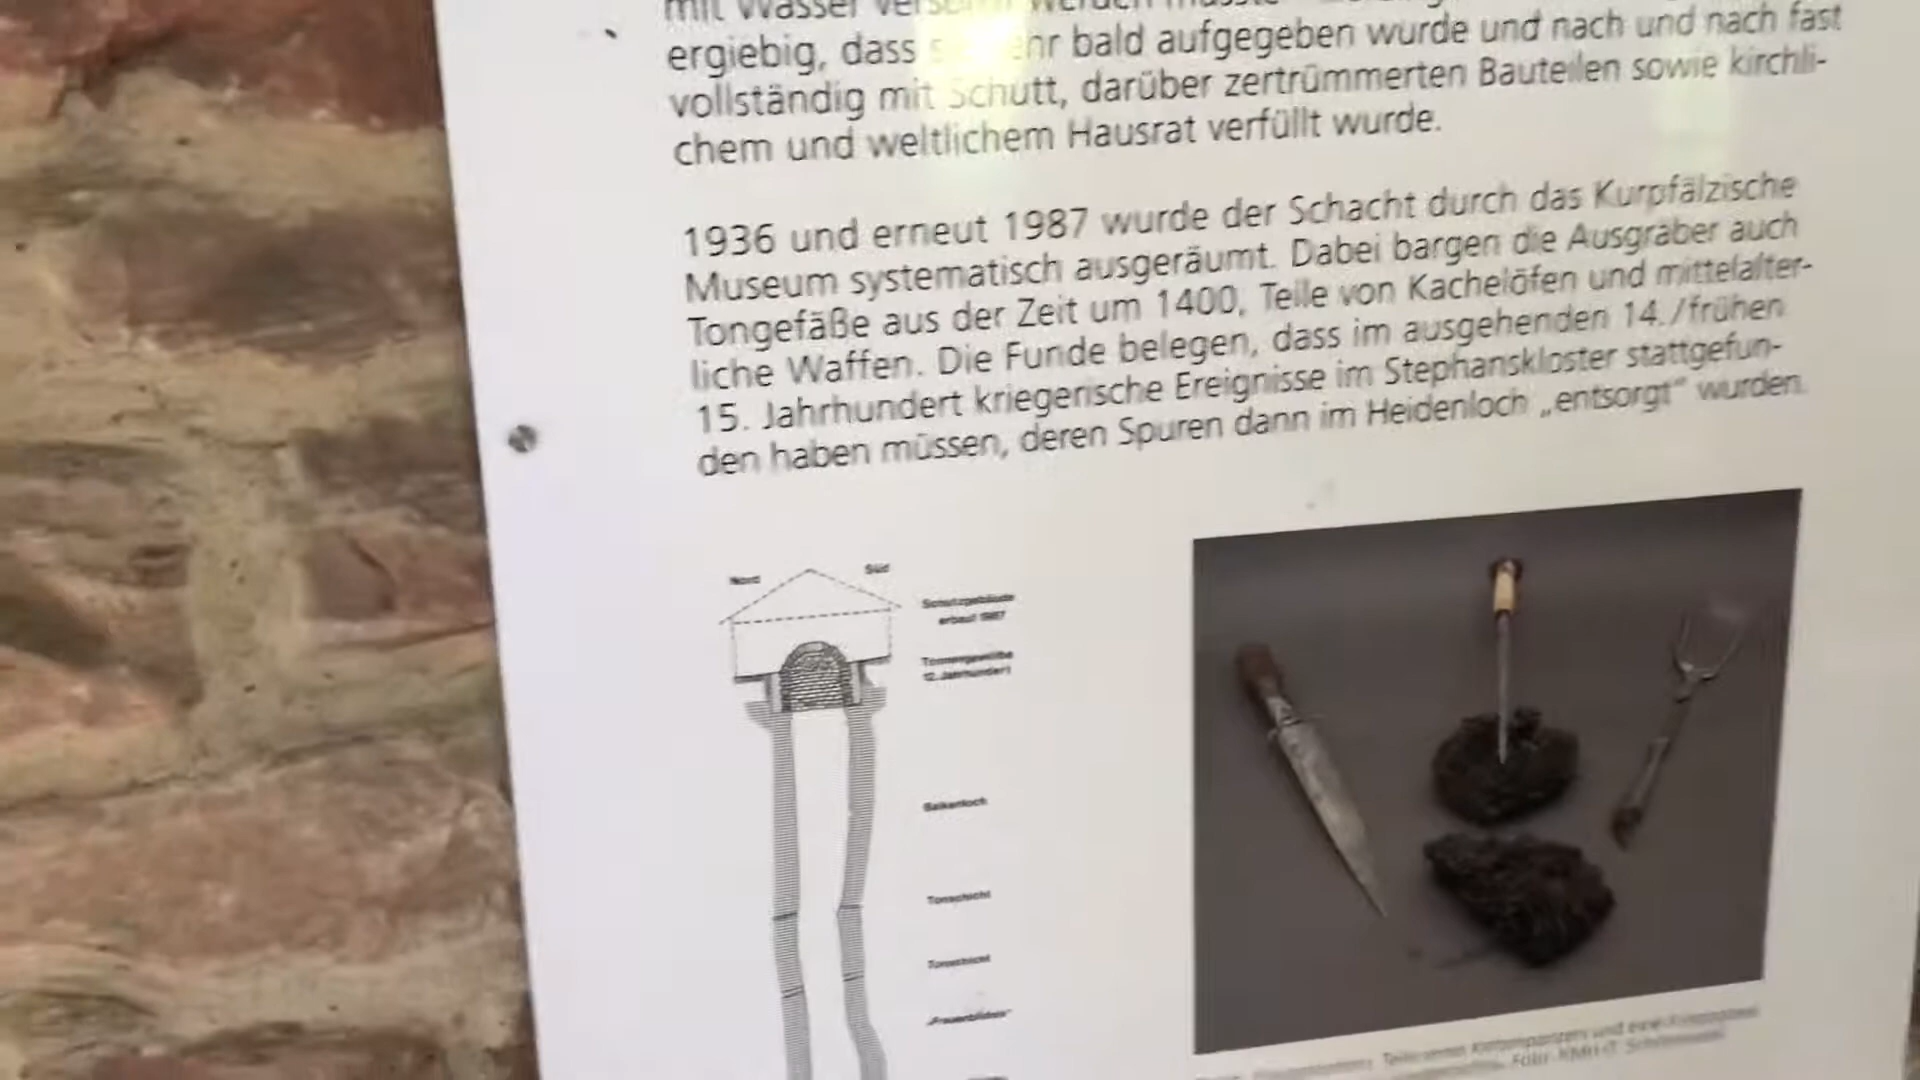 mit Wasser
ergiebig, dass bald aufgegeben wurde und nach und nach fast
vollständig mit Schutt, darüber zertrümmerten Bauteilen sowie kirchli-
chem und weltlichem Hausrat verfüllt wurde.
1936 und erneut 1987 wurde der Schacht durch das Kurpfälzische
Museum systematisch ausgeräumt. Dabei bargen die Ausgräber auch
Tongefäße aus der Zeit um 1400, Teile von Kachelöfen und mittelalter-
liche Waffen. Die Funde belegen, dass im ausgehenden 14./frühen
15. Jahrhundert kriegerische Ereignisse im Stephanskloster stattgefun-
den haben müssen, deren Spuren dann im Heidenloch „entsorgt“ wurden.
Nord
Süd
Schutzgebäude
erbaut 1987
Tonnengewölbe
12. Jahrhundert
Balkenloch
Tonschicht
Tonschicht